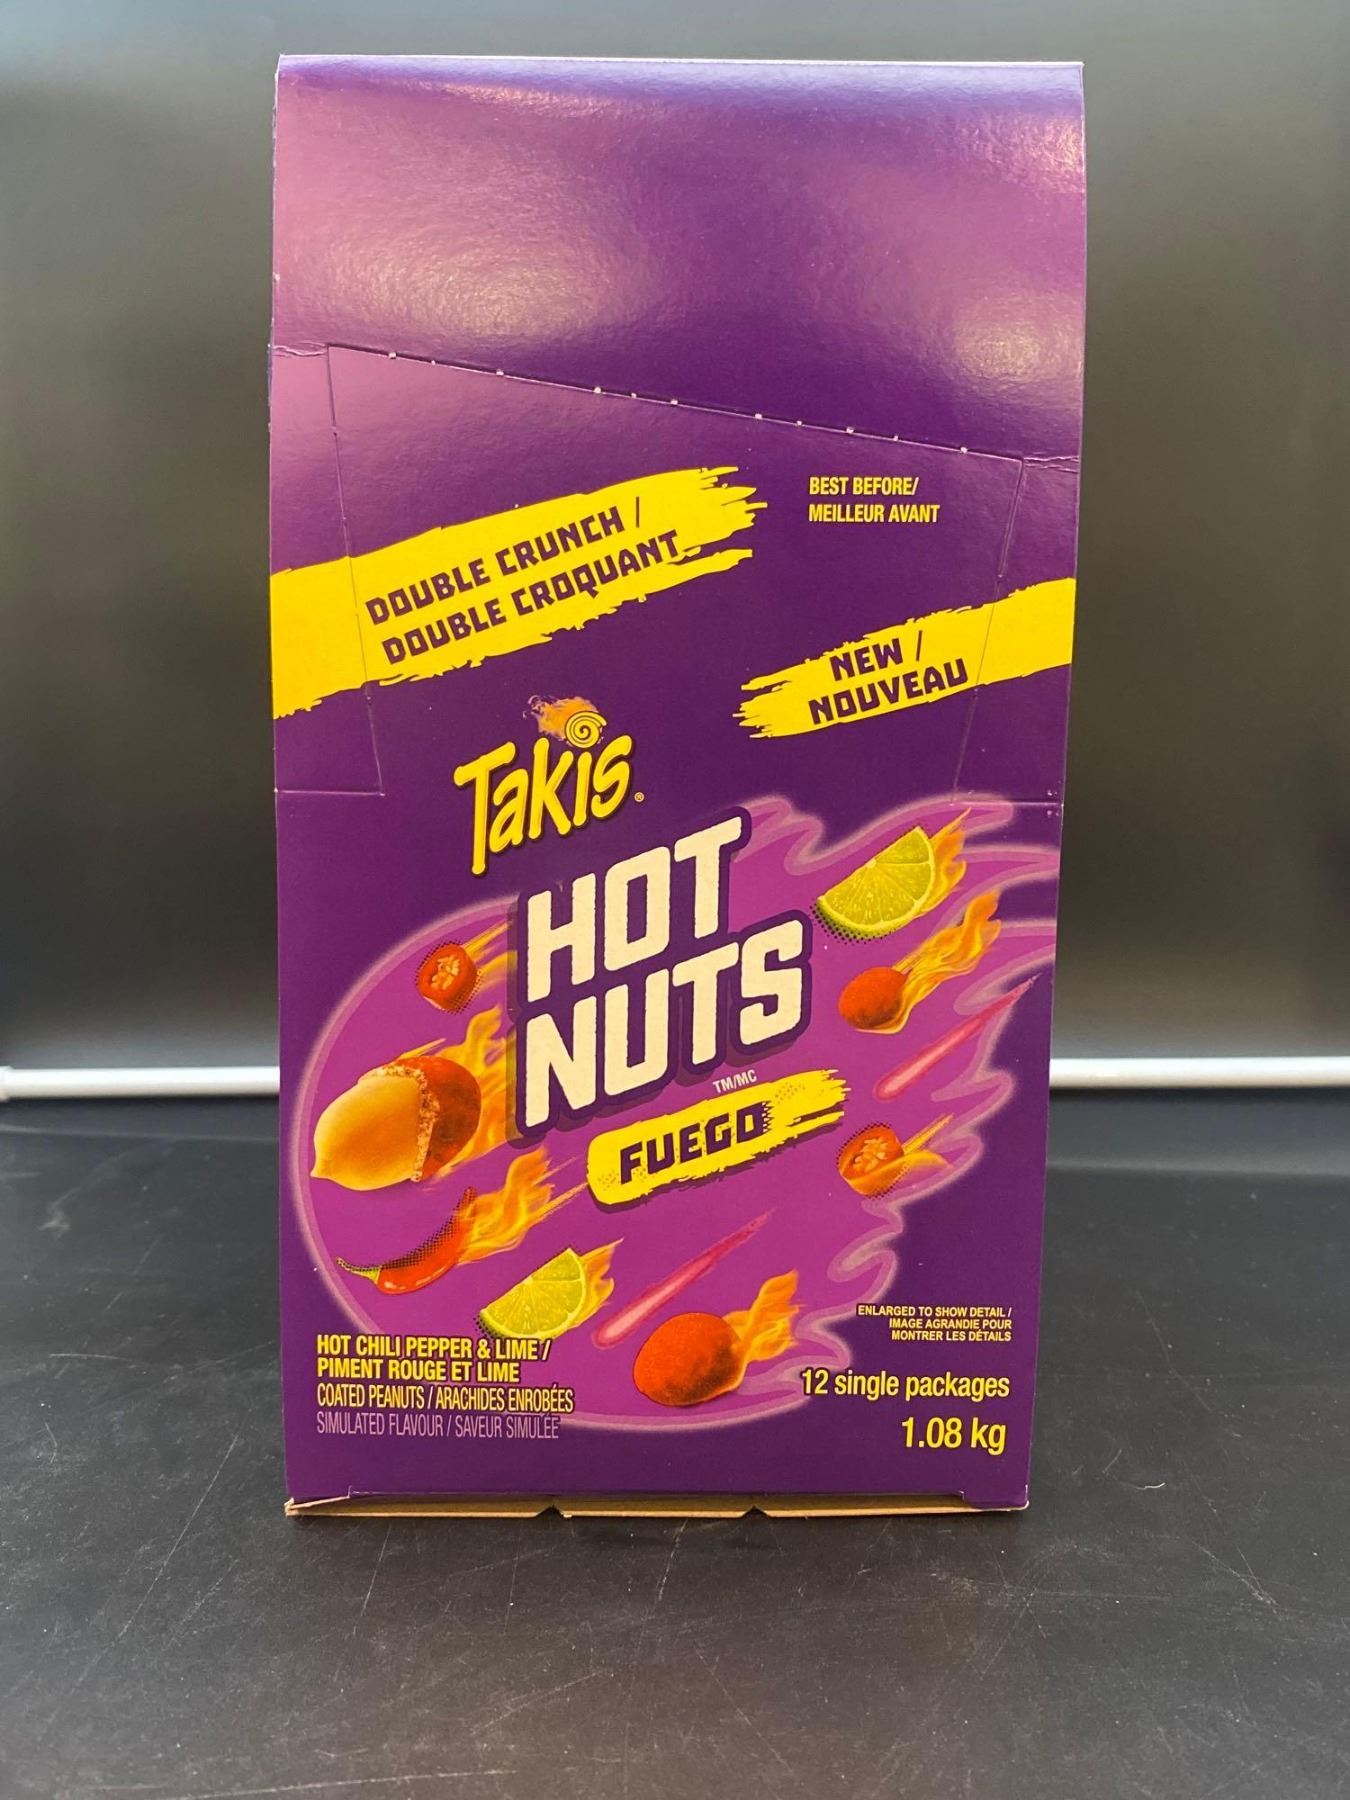 DOUBLE CRUNCH /
DOUBLE CROQUANT
BEST BEFORE/
MEILLEUR AVANT
NEW /
NOUVEAU
Takis®
HOT
NUTS
TM/MC
FUEGO
ENLARGED TO SHOW DETAIL /
IMAGE AGRANDIE POUR
MONTRER LES DÉTAILS
HOT CHILI PEPPER & LIME /
PIMENT ROUGE ET LIME
COATED PEANUTS / ARACHIDES ENROBÉES
SIMULATED FLAVOUR / SAVEUR SIMULÉE
12 single packages
1.08 kg